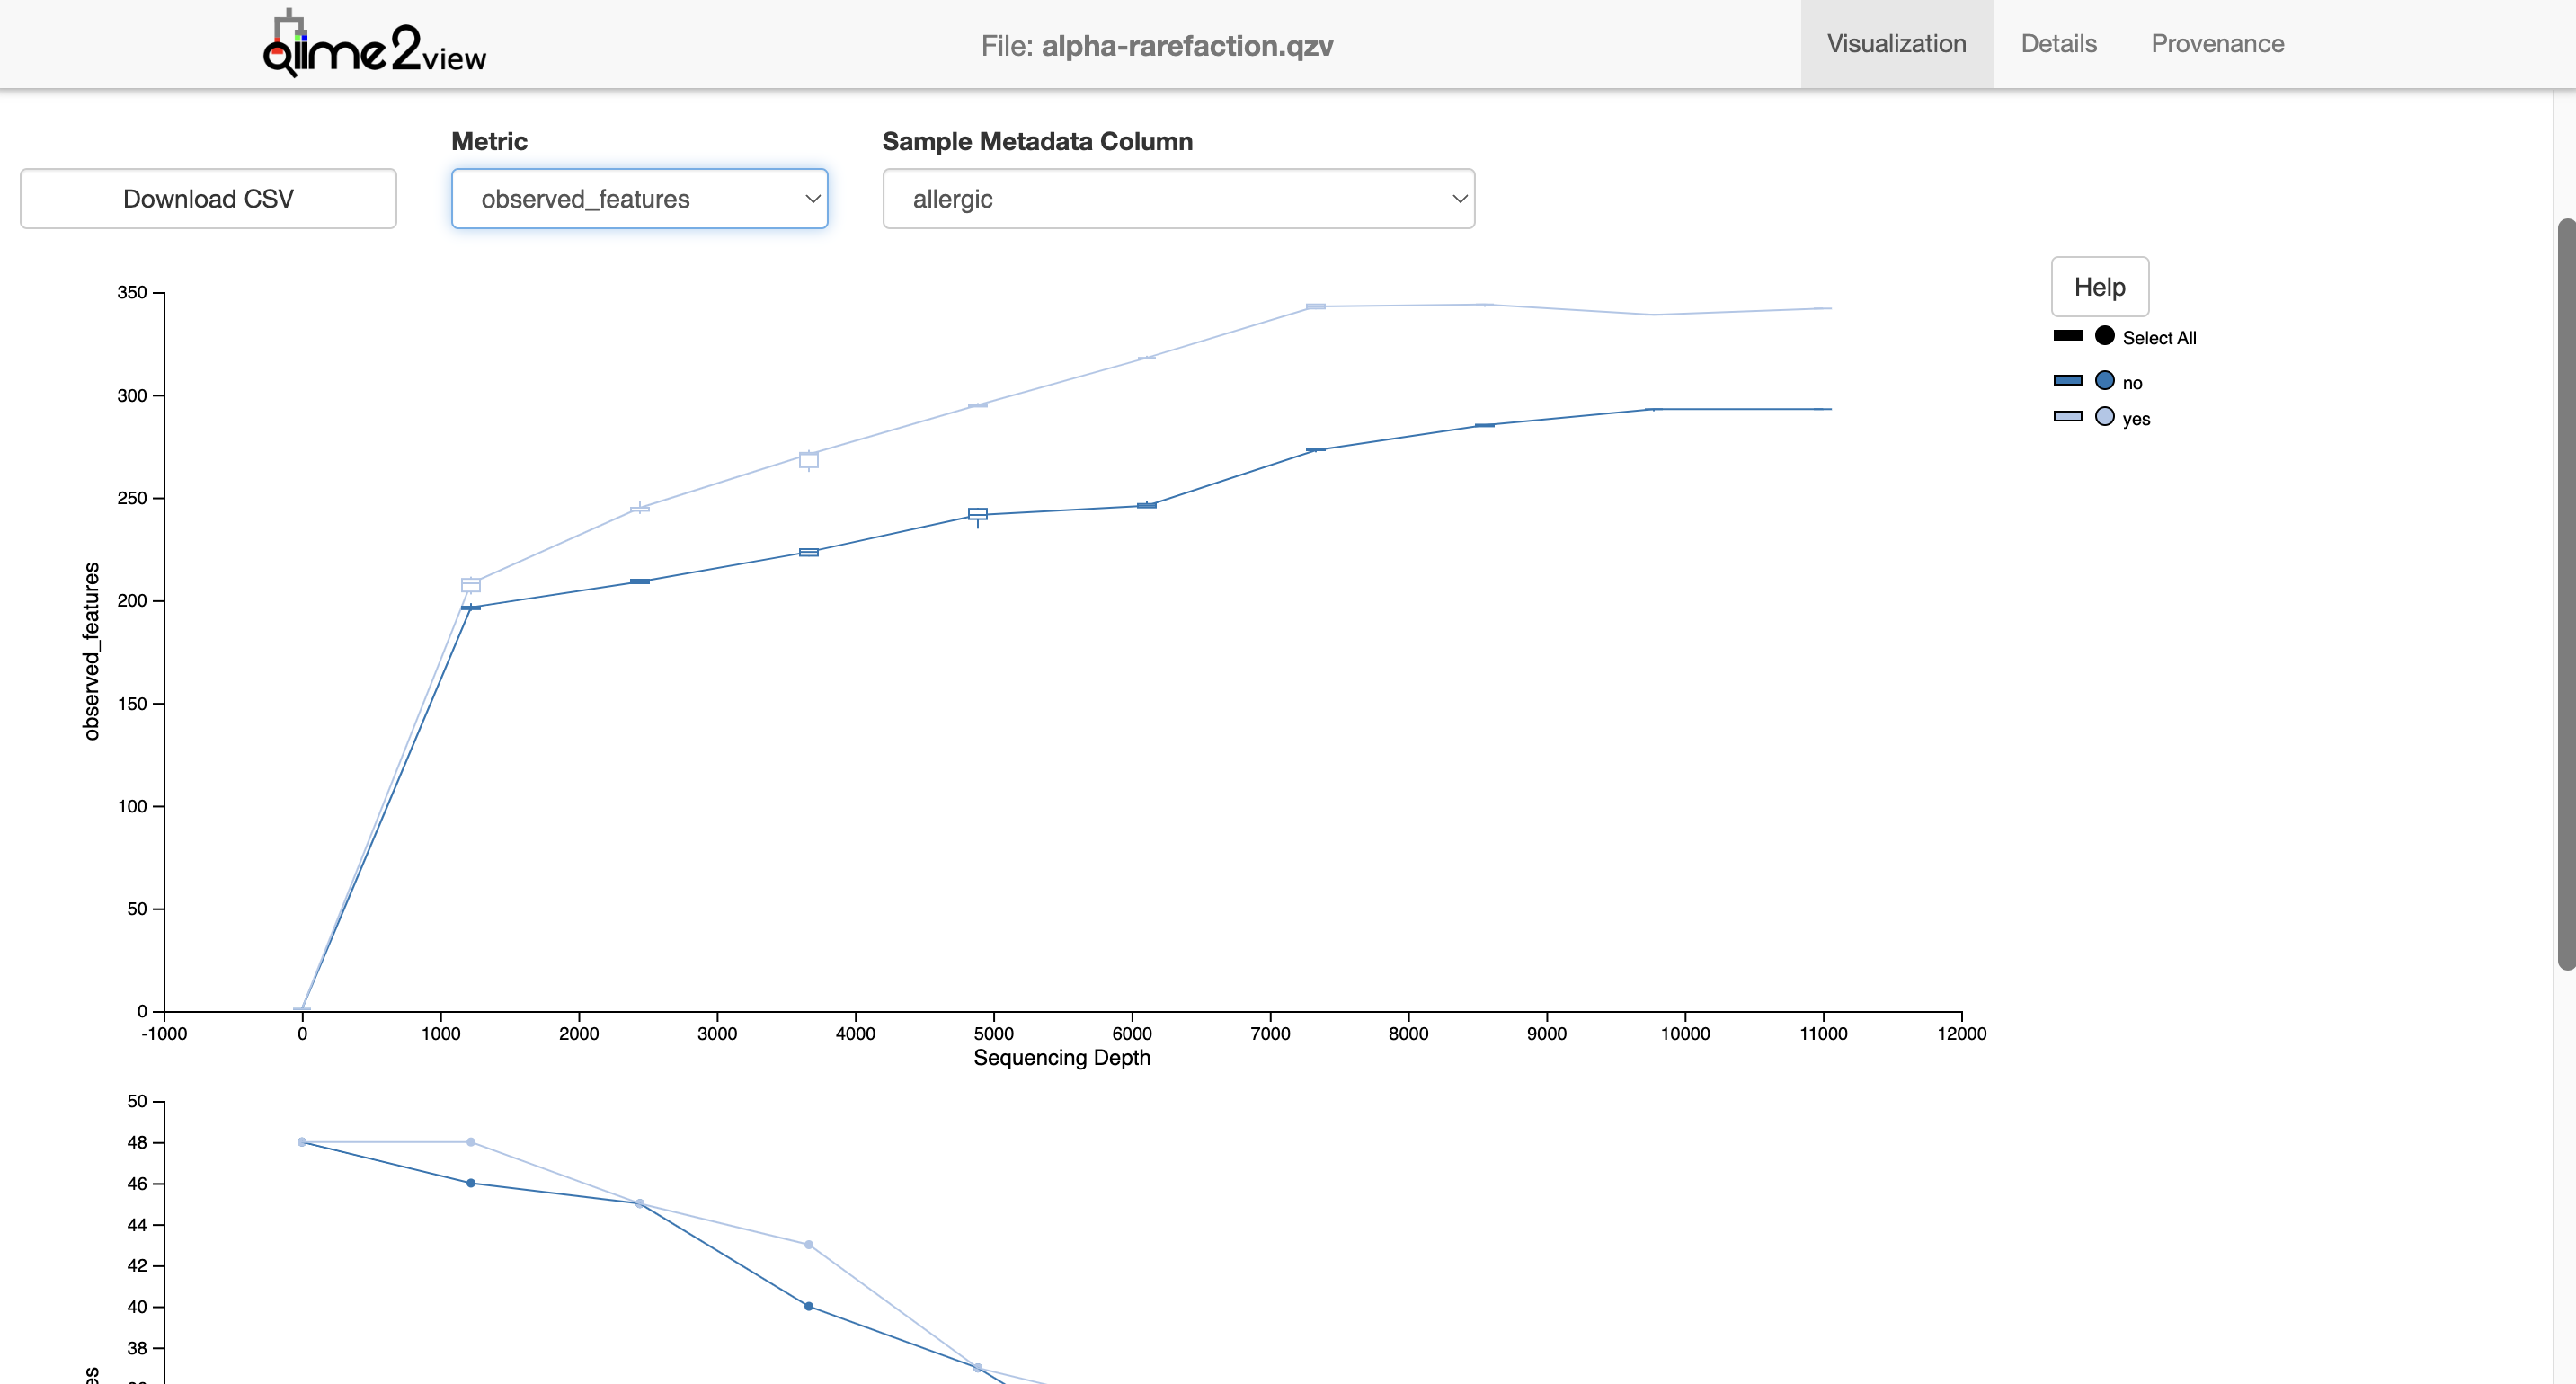 qiime2view
File: alpha-rarefaction.qzv
Visualization
Details
Provenance
Metric
Sample Metadata Column
Download CSV
observed_features
allergic
Help
Select All
no
yes
350
300
250
200
150
100
50
0
observed_features
-1000 0 1000 2000 3000 4000 5000 6000 7000 8000 9000 10000 11000 12000
Sequencing Depth
50
48
46
44
42
40
38